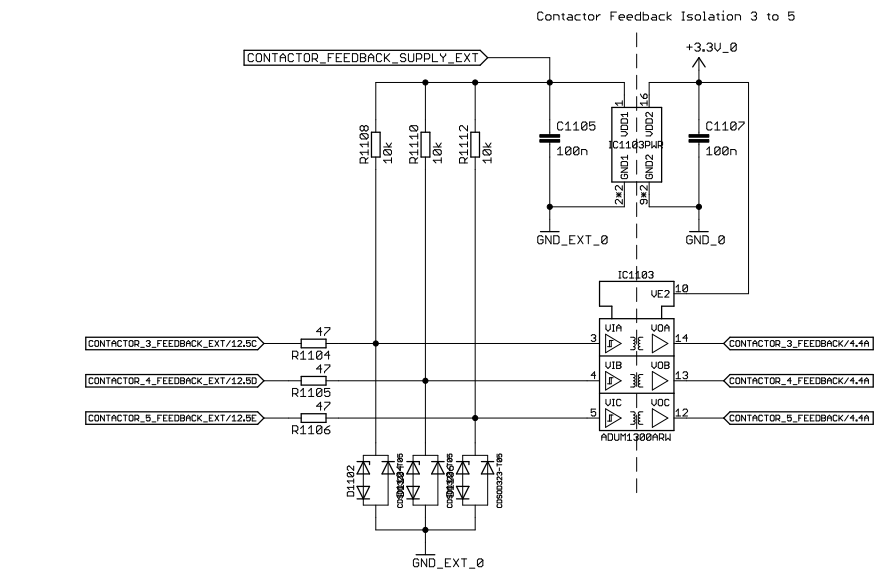 Contactor Feedback Isolation 3 to 5
+3.3V_0
CONTACTOR_FEEDBACK_SUPPLY_EXT
1
16
R1108
10k
R1110
10k
R1112
10k
C1105
100n
VDD1
VDD2
IC1103PWR
GND1
GND2
C1107
100n
2*2
9*2
GND_EXT_0
GND_0
IC1103
VE2
10
CONTACTOR_3_FEEDBACK_EXT/12.5C
47
R1104
3
VIA
VOA
14
CONTACTOR_3_FEEDBACK/4.4A
CONTACTOR_4_FEEDBACK_EXT/12.5D
47
R1105
4
VIB
VOB
13
CONTACTOR_4_FEEDBACK/4.4A
CONTACTOR_5_FEEDBACK_EXT/12.5E
47
R1106
5
VIC
VOC
12
CONTACTOR_5_FEEDBACK/4.4A
ADUM1300ARW
D1102
CDSOD323-T05
GND_EXT_0